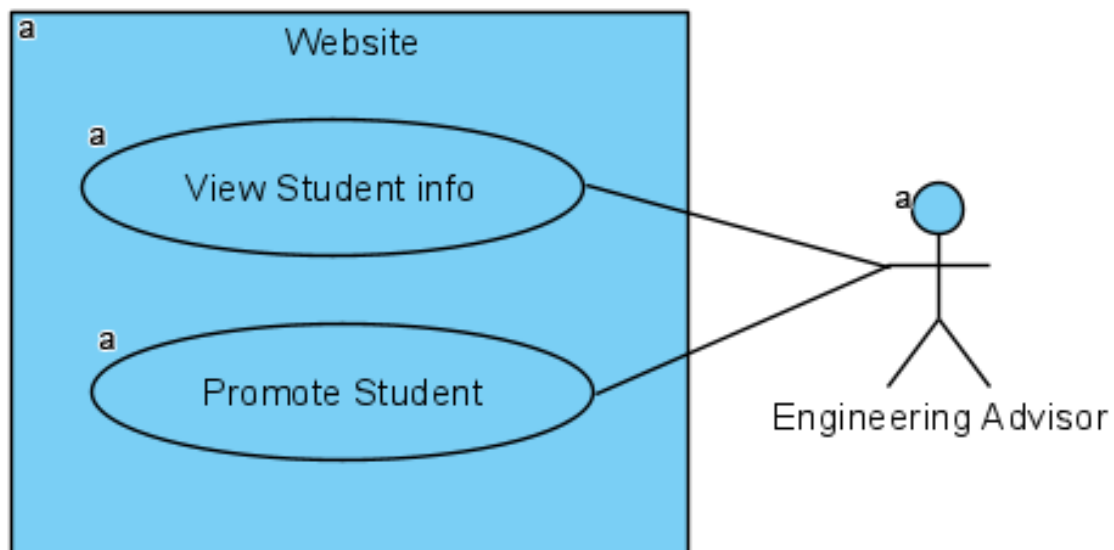 a
Website
a
View Student info
a
a
Promote Student
Engineering Advisor